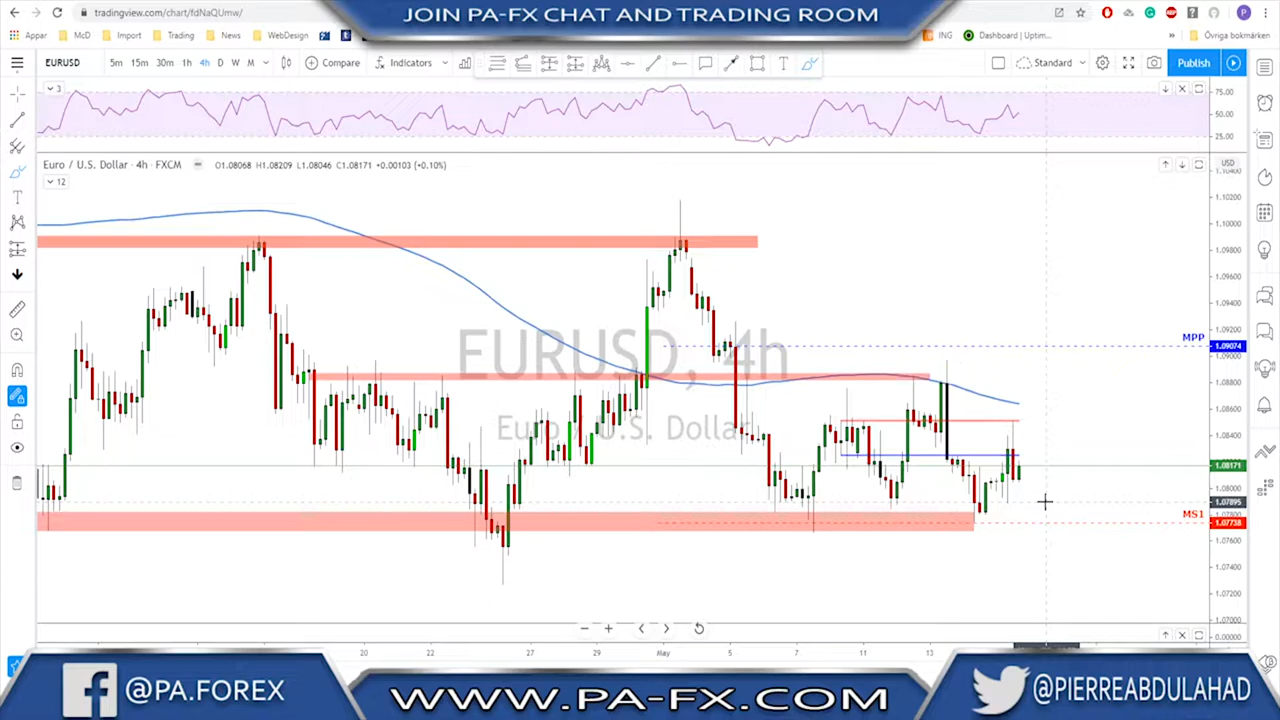 JOIN PA-FX CHAT AND TRADING ROOM
tradingview.com/chart/fdNaQUmw/
Appar McD Import Trading News WebDesign ING Dashboard | Uptim... Övriga bokmärken
EURUSD 5m 15m 30m 1h 4h D W M Compare Indicators Standard Publish
3
75.00
50.00
25.00
Euro / U.S. Dollar · 4h · FXCM O1.08068 H1.08209 L1.08046 C1.08171 +0.00103 (+0.10%)
USD
12
1.10400
1.10200
1.10000
1.09800
1.09600
1.09400
1.09200
MPP 1.09074
1.09000
1.08800
1.08600
1.08400
1.08171
1.08000
1.07895
MS1 1.07738
1.07600
1.07400
1.07200
1.07000
0.00000
EURUSD, 4h
Euro / U.S. Dollar
20 22 27 29 May 5 7 11 13
@PA.FOREX
WWW.PA-FX.COM
@PIERREABDULAHAD